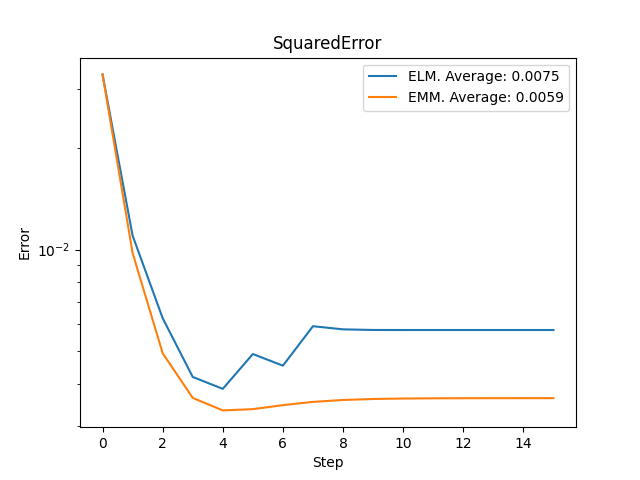 SquaredError
ELM. Average: 0.0075
EMM. Average: 0.0059
Error
10⁻²
0 2 4 6 8 10 12 14
Step